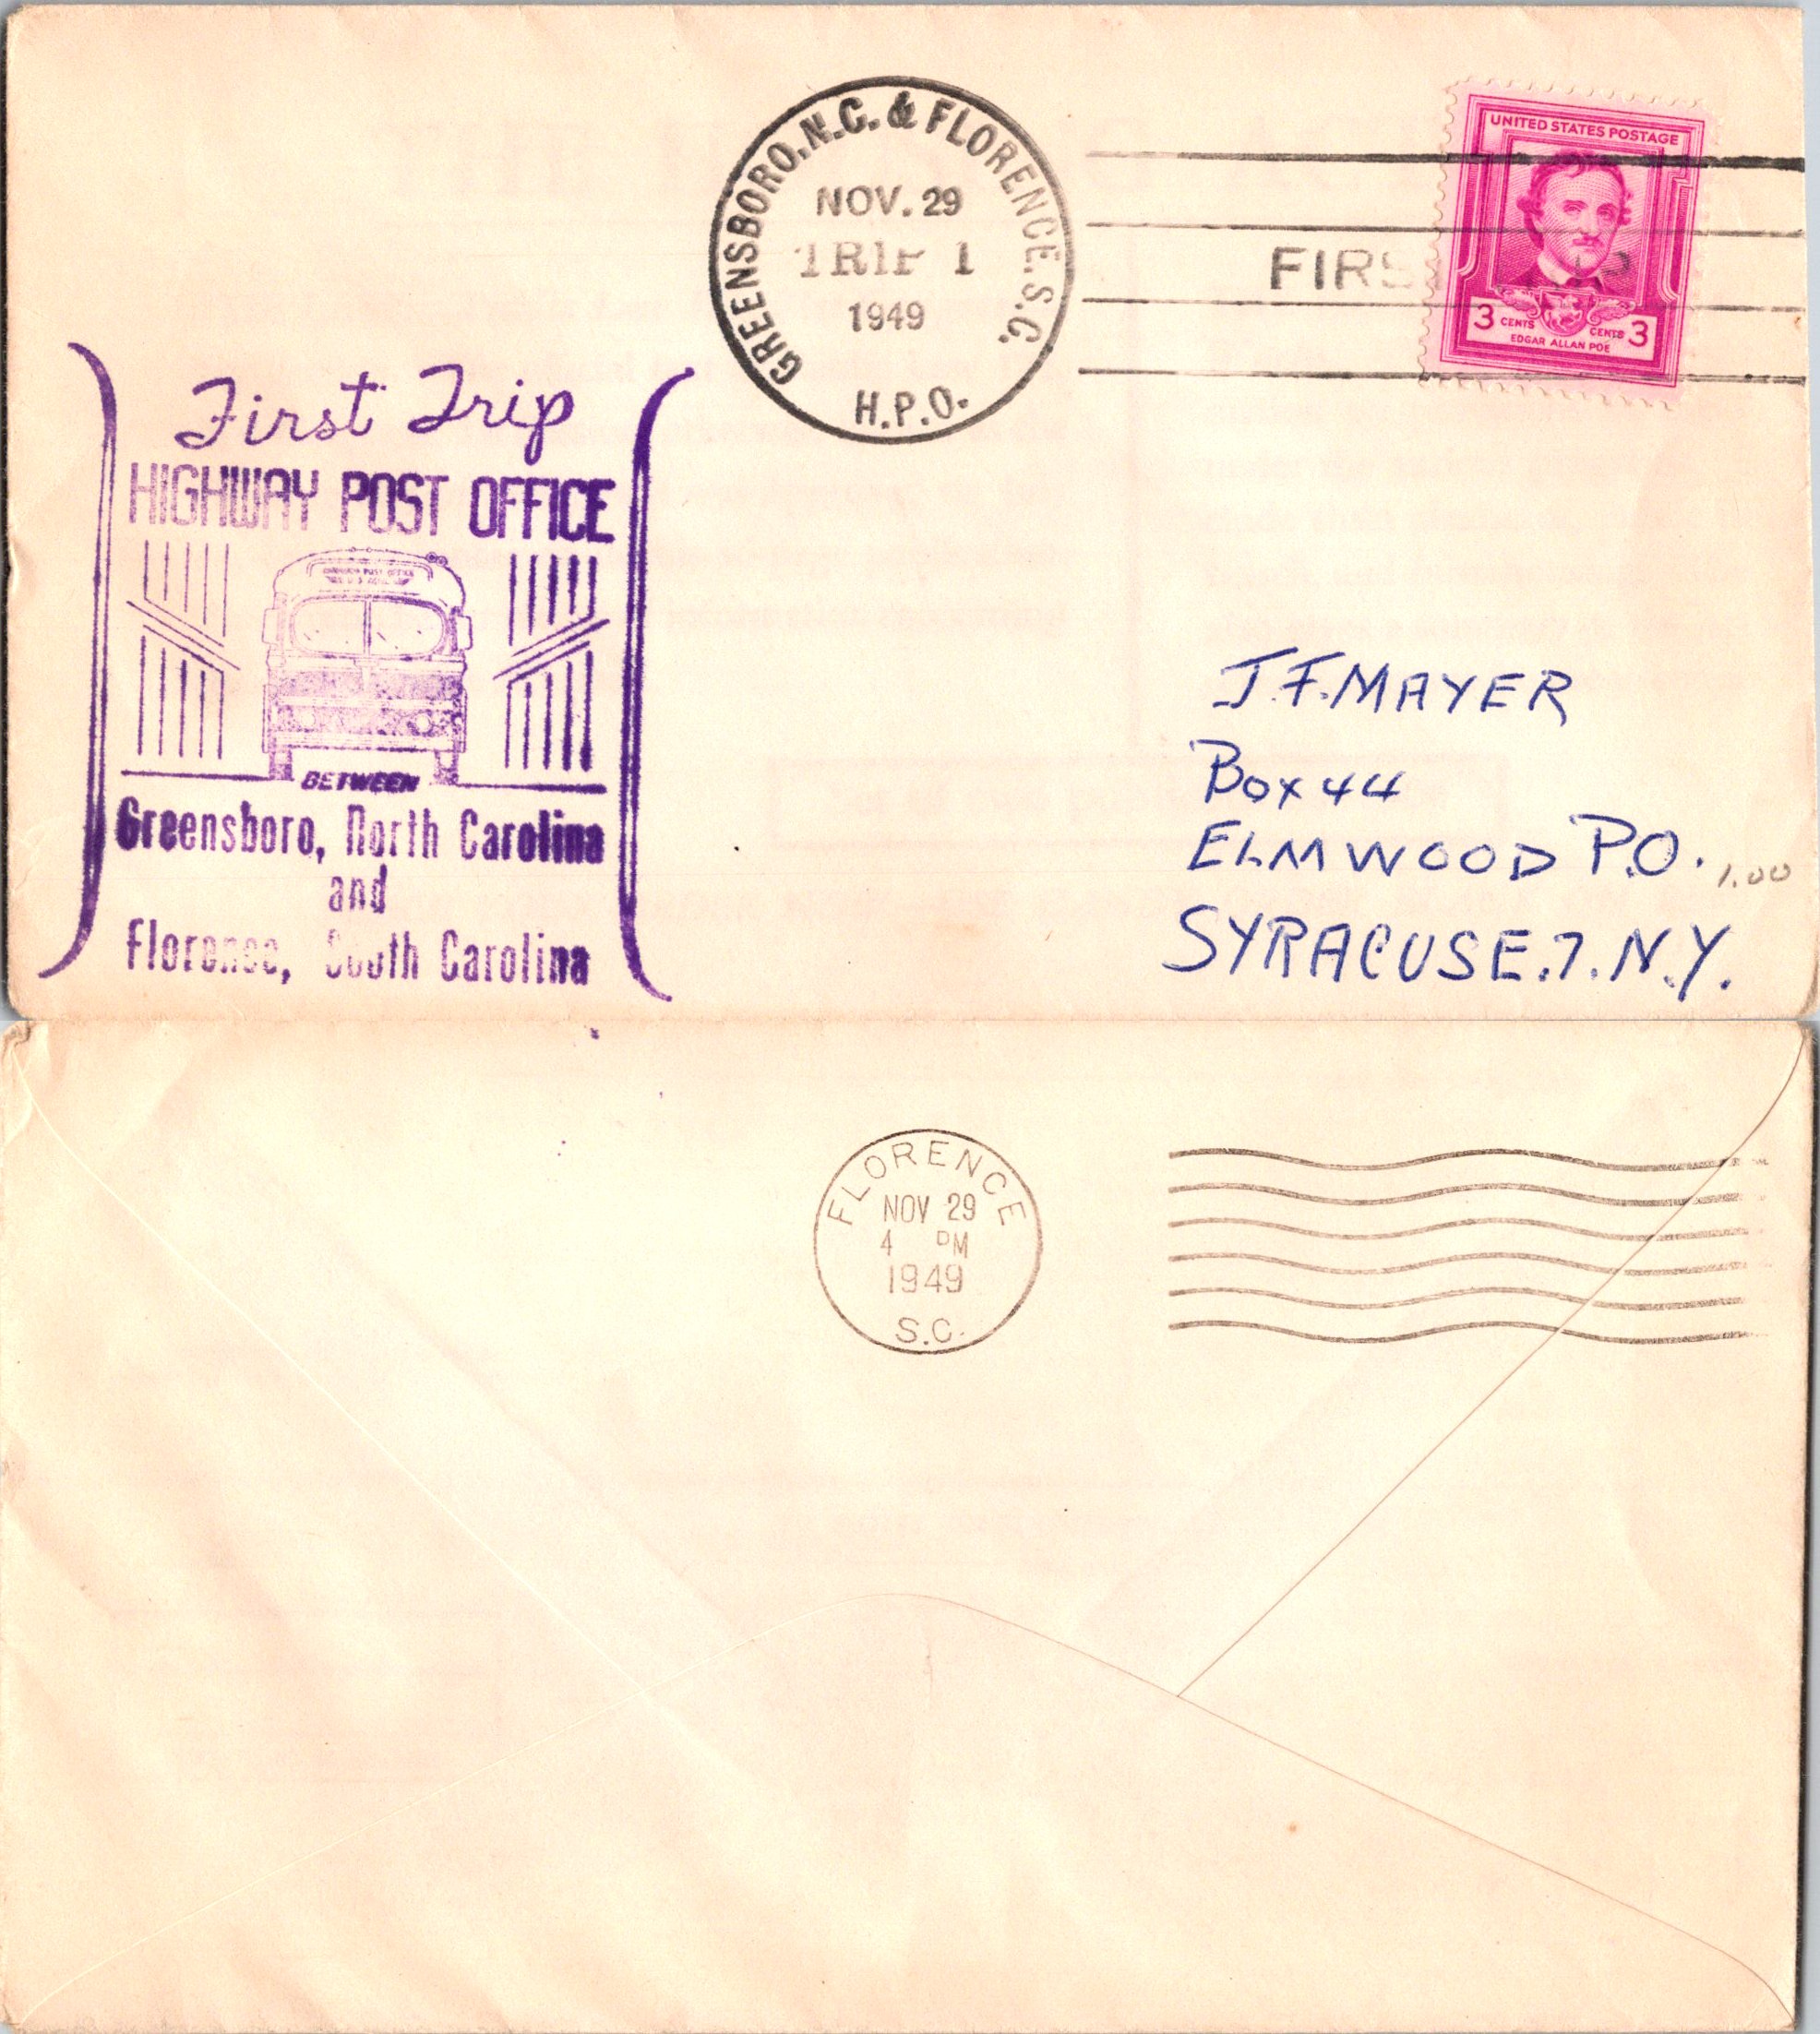 GREENSBORO, N.C. & FLORENCE. S.C.
NOV. 29
TRIP 1
1949
H.P.O.
FIRS
UNITED STATES POSTAGE
3 CENTS CENTS 3
EDGAR ALLAN POE
First Trip
HIGHWAY POST OFFICE
BETWEEN
Greensboro, North Carolina
and
Florence, South Carolina
J.F. MAYER
Box 44
ELMWOOD P.O.
1.00
SYRACUSE. 7. N.Y.
FLORENCE
NOV 29
4 PM
1949
S.C.